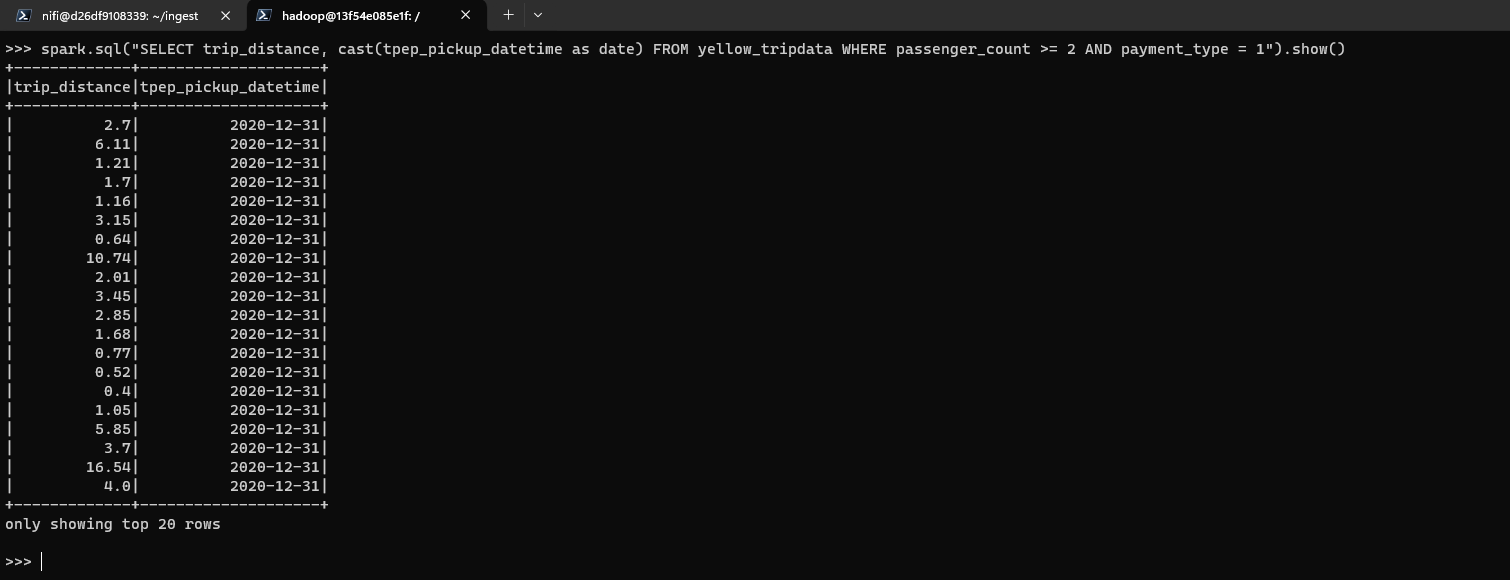 nifi@d26df9108339: ~/ingest
hadoop@13f54e085e1f: /
>>> spark.sql("SELECT trip_distance, cast(tpep_pickup_datetime as date) FROM yellow_tripdata WHERE passenger_count >= 2 AND payment_type = 1").show()
+-------------+--------------------+
|trip_distance|tpep_pickup_datetime|
+-------------+--------------------+
|          2.7|          2020-12-31|
|         6.11|          2020-12-31|
|         1.21|          2020-12-31|
|          1.7|          2020-12-31|
|         1.16|          2020-12-31|
|         3.15|          2020-12-31|
|         0.64|          2020-12-31|
|        10.74|          2020-12-31|
|         2.01|          2020-12-31|
|         3.45|          2020-12-31|
|         2.85|          2020-12-31|
|         1.68|          2020-12-31|
|         0.77|          2020-12-31|
|         0.52|          2020-12-31|
|          0.4|          2020-12-31|
|         1.05|          2020-12-31|
|         5.85|          2020-12-31|
|          3.7|          2020-12-31|
|        16.54|          2020-12-31|
|          4.0|          2020-12-31|
+-------------+--------------------+
only showing top 20 rows
>>>